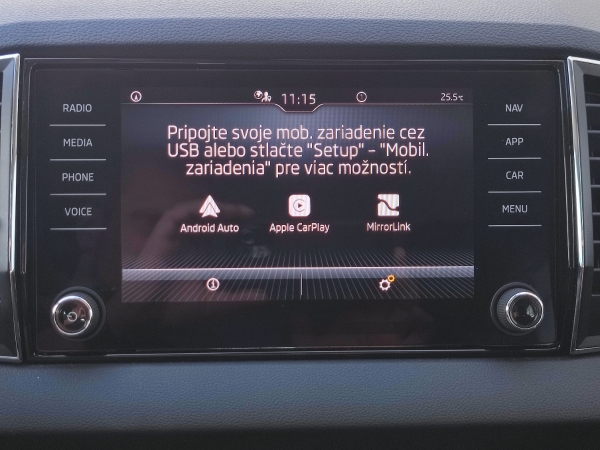 RADIO
MEDIA
PHONE
VOICE
11:15
25.5°C
Pripojte svoje mob. zariadenie cez
USB alebo stlačte "Setup" – "Mobil.
zariadenia" pre viac možností.
Android Auto
Apple CarPlay
MirrorLink
NAV
APP
CAR
MENU